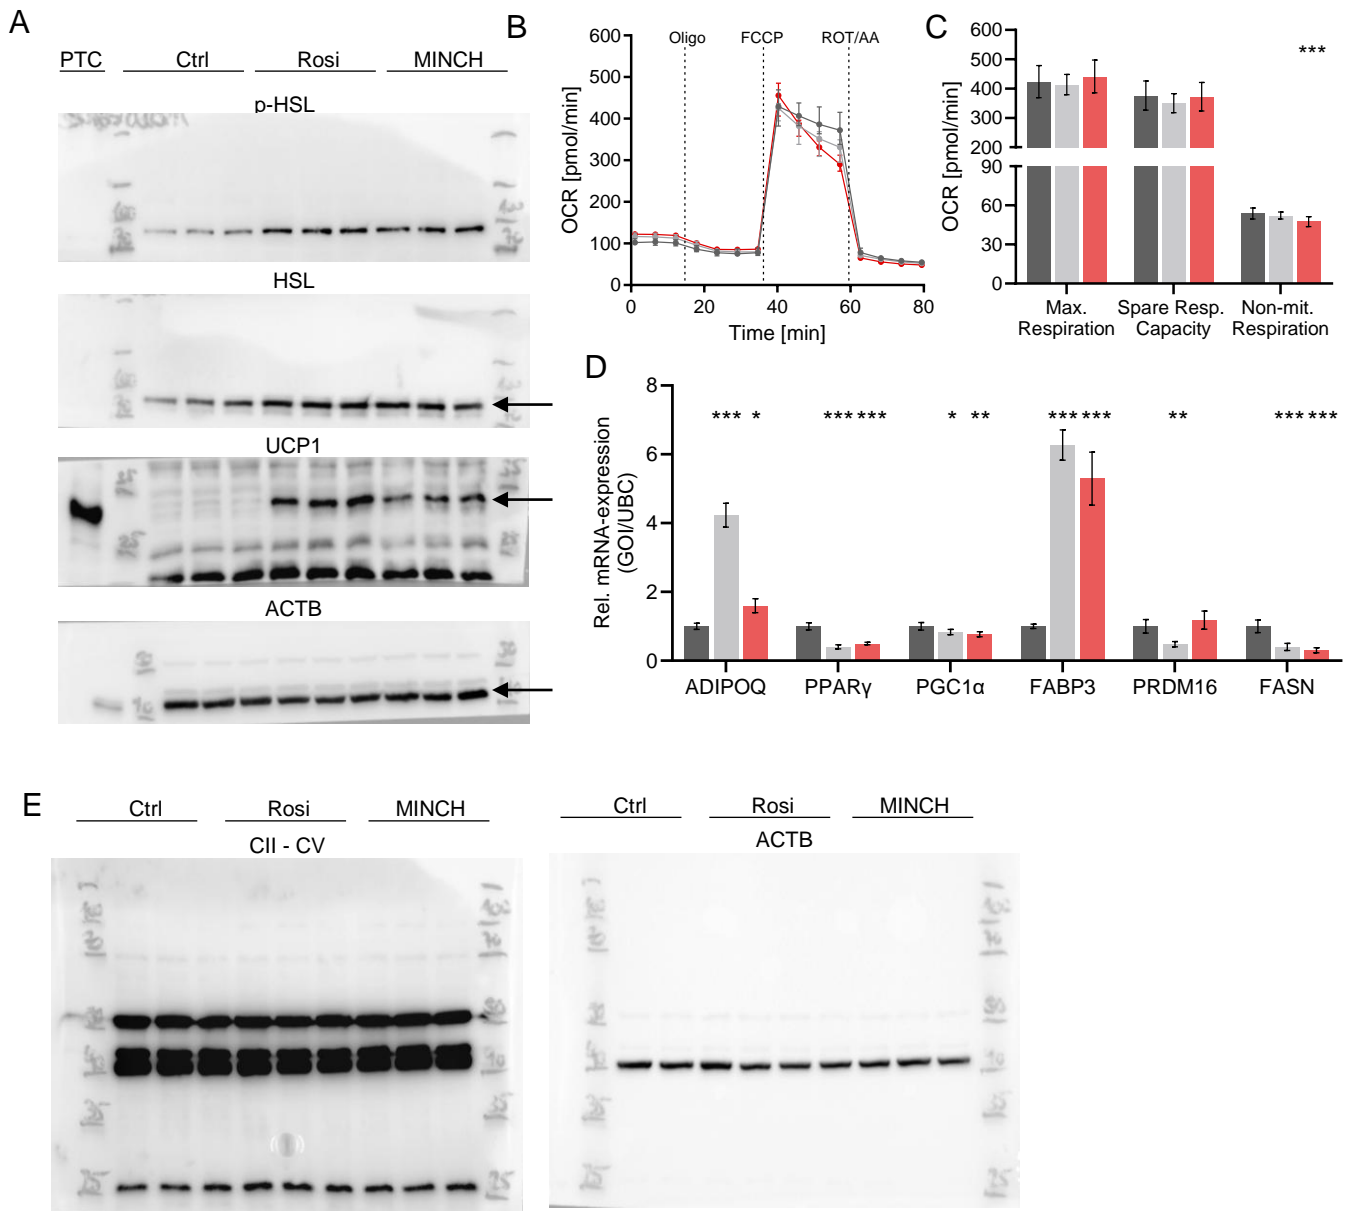 A
PTC Ctrl Rosi MINCH
p-HSL
HSL
UCP1
ACTB
B
Oligo FCCP ROT/AA
OCR [pmol/min]
600
500
400
300
200
100
0
0 20 40 60 80
Time [min]
C
***
OCR [pmol/min]
600
500
400
300
200
90
60
30
0
Max. Respiration
Spare Resp. Capacity
Non-mit. Respiration
D
Rel. mRNA-expression
(GOI/UBC)
8
6
4
2
0
*** * *** *** * ** *** *** ** *** ***
ADIPOQ PPARγ PGC1α FABP3 PRDM16 FASN
E
Ctrl Rosi MINCH
CII - CV
Ctrl Rosi MINCH
ACTB